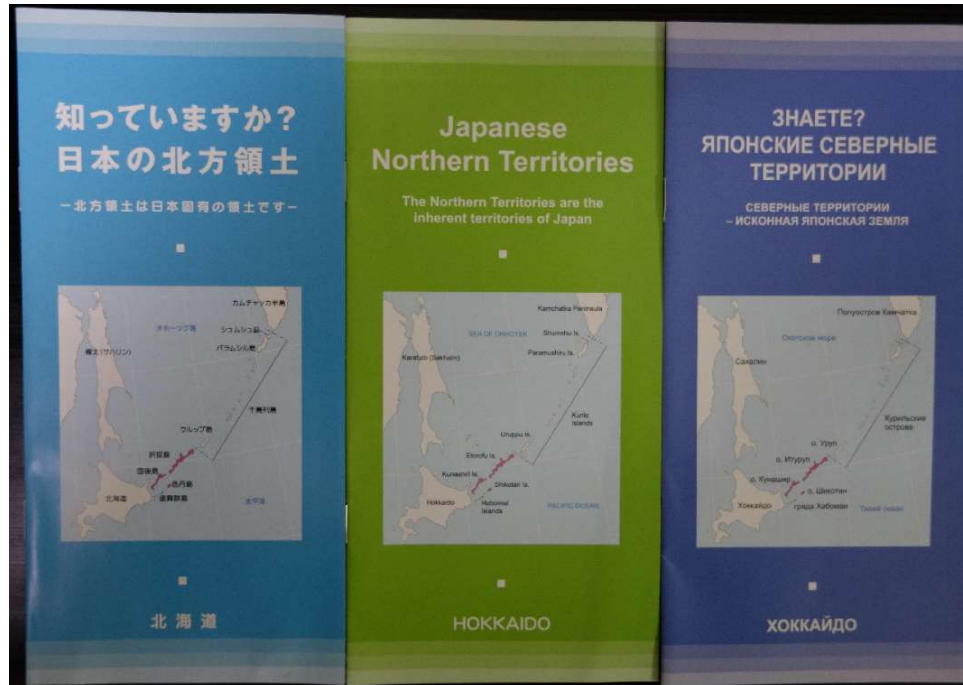 知っていますか?
日本の北方領土
－北方領土は日本固有の領土です－
カムチャッカ半島
オホーツク海
シュムシュ島
パラムシル島
樺太(サハリン)
千島列島
ウルップ島
択捉島
国後島
色丹島
北海道
歯舞群島
太平洋
北海道
Japanese
Northern Territories
The Northern Territories are the
inherent territories of Japan
Kamchatka Peninsula
SEA OF OKHOTSK
Shumshu Is.
Paramushiru Is.
Karafuto (Sakhalin)
Kurile
Islands
Uruppu Is.
Etorofu Is.
Kunashiri Is.
Shikotan Is.
Hokkaido
Habomai
Islands
PACIFIC OCEAN
HOKKAIDO
ЗНАЕТЕ?
ЯПОНСКИЕ СЕВЕРНЫЕ
ТЕРРИТОРИИ
СЕВЕРНЫЕ ТЕРРИТОРИИ
– ИСКОННАЯ ЯПОНСКАЯ ЗЕМЛЯ
Полуостров Камчатка
Охотское море
Сахалин
Курильские
острова
о. Уруп
о. Итуруп
о. Кунашир
о. Шикотан
Хоккайдо
гряда Хабомаи
Тихий океан
ХОККАЙДО